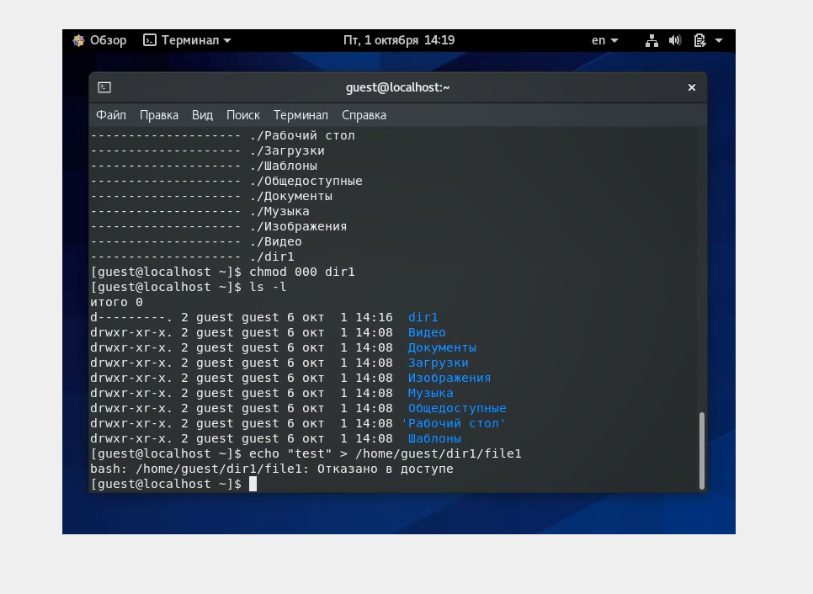 Обзор Терминал Пт, 1 октября 14:19 en
guest@localhost:~ ×
Файл Правка Вид Поиск Терминал Справка
-------------------- ./Рабочий стол
-------------------- ./Загрузки
-------------------- ./Шаблоны
-------------------- ./Общедоступные
-------------------- ./Документы
-------------------- ./Музыка
-------------------- ./Изображения
-------------------- ./Видео
-------------------- ./dir1
[guest@localhost ~]$ chmod 000 dir1
[guest@localhost ~]$ ls -l
итого 0
d---------. 2 guest guest 6 окт  1 14:16  dir1
drwxr-xr-x. 2 guest guest 6 окт  1 14:08  Видео
drwxr-xr-x. 2 guest guest 6 окт  1 14:08  Документы
drwxr-xr-x. 2 guest guest 6 окт  1 14:08  Загрузки
drwxr-xr-x. 2 guest guest 6 окт  1 14:08  Изображения
drwxr-xr-x. 2 guest guest 6 окт  1 14:08  Музыка
drwxr-xr-x. 2 guest guest 6 окт  1 14:08  Общедоступные
drwxr-xr-x. 2 guest guest 6 окт  1 14:08 'Рабочий стол'
drwxr-xr-x. 2 guest guest 6 окт  1 14:08  Шаблоны
[guest@localhost ~]$ echo "test" > /home/guest/dir1/file1
bash: /home/guest/dir1/file1: Отказано в доступе
[guest@localhost ~]$